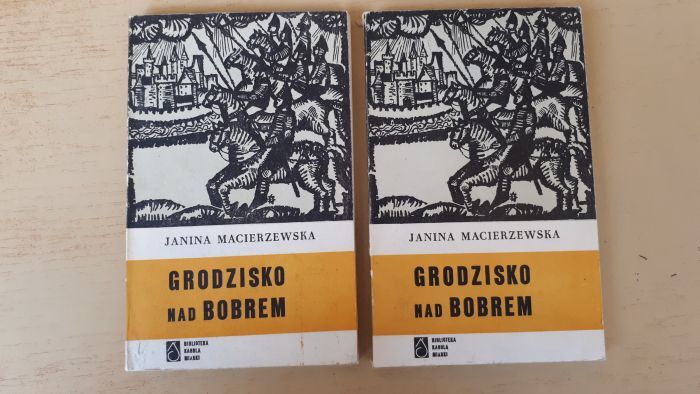 JANINA MACIERZEWSKA
GRODZISKO
NAD BOBREM
BIBLIOTEKA
KAROLA
MIARKI
JANINA MACIERZEWSKA
GRODZISKO
NAD BOBREM
BIBLIOTEKA
KAROLA
MIARKI